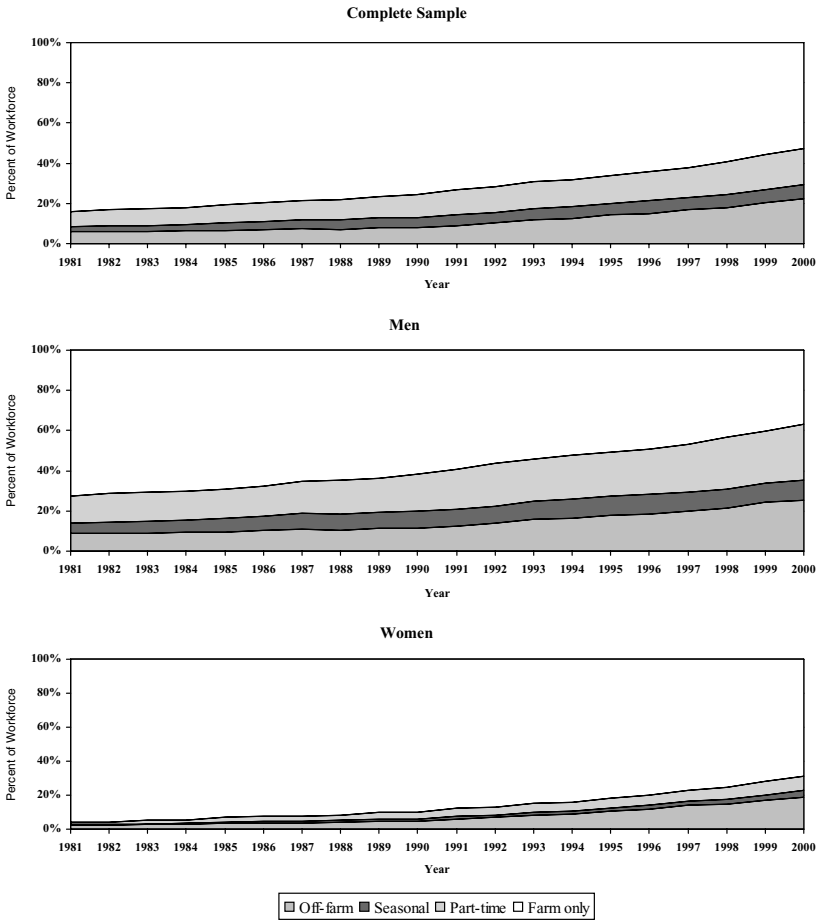 Complete Sample
Percent of Workforce
100%
80%
60%
40%
20%
0%
1981 1982 1983 1984 1985 1986 1987 1988 1989 1990 1991 1992 1993 1994 1995 1996 1997 1998 1999 2000
Year
Men
Percent of Workforce
100%
80%
60%
40%
20%
0%
1981 1982 1983 1984 1985 1986 1987 1988 1989 1990 1991 1992 1993 1994 1995 1996 1997 1998 1999 2000
Year
Women
Percent of Workforce
100%
80%
60%
40%
20%
0%
1981 1982 1983 1984 1985 1986 1987 1988 1989 1990 1991 1992 1993 1994 1995 1996 1997 1998 1999 2000
Year
Off-farm Seasonal Part-time Farm only